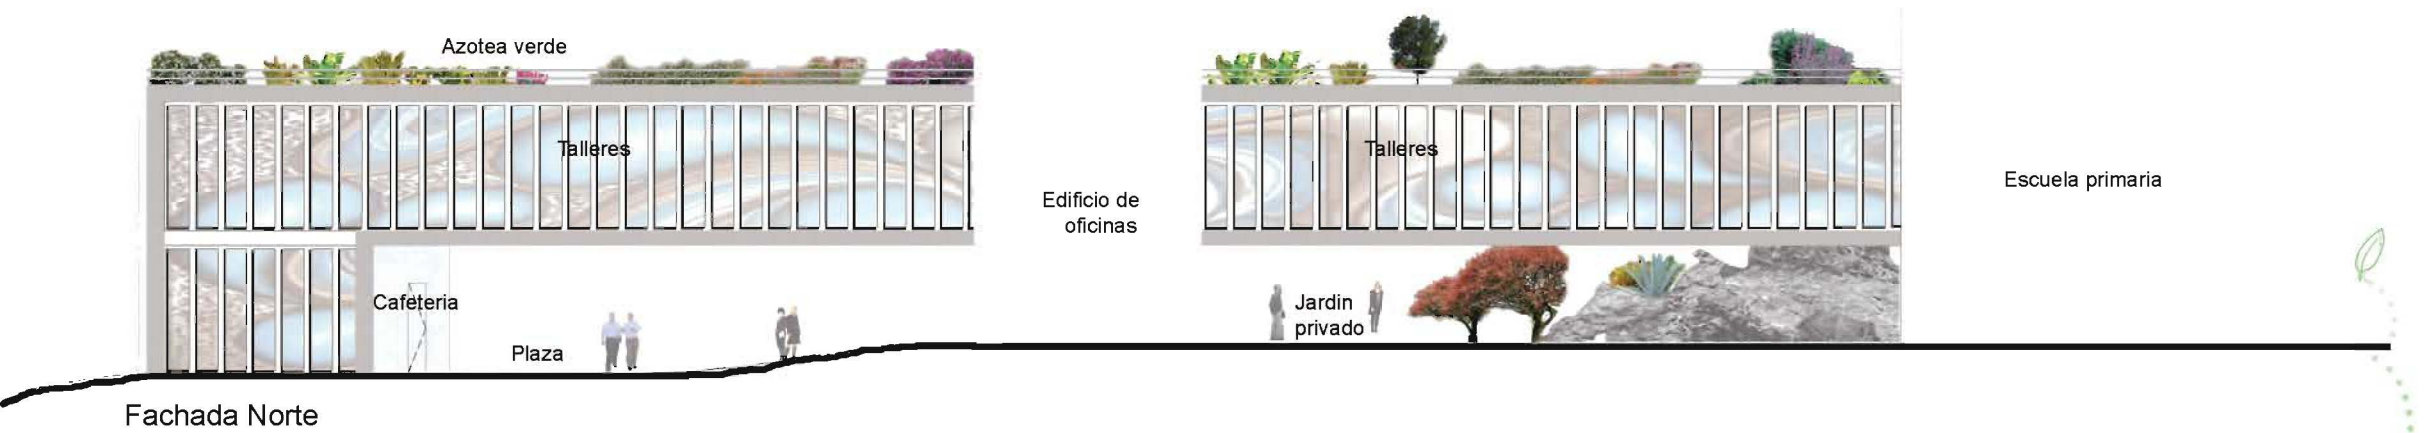 Azotea verde
Talleres
Talleres
Escuela primaria
Edificio de
oficinas
Cafeteria
Jardin
privado
Plaza
Fachada Norte